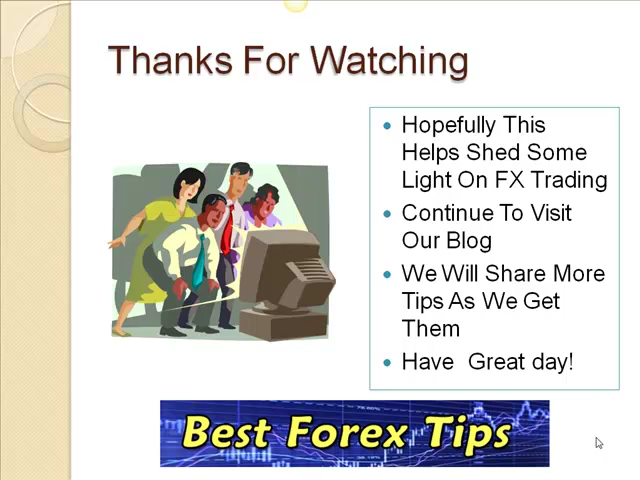 Thanks For Watching
Hopefully This
Helps Shed Some
Light On FX Trading
Continue To Visit
Our Blog
We Will Share More
Tips As We Get
Them
Have  Great day!
Best Forex Tips